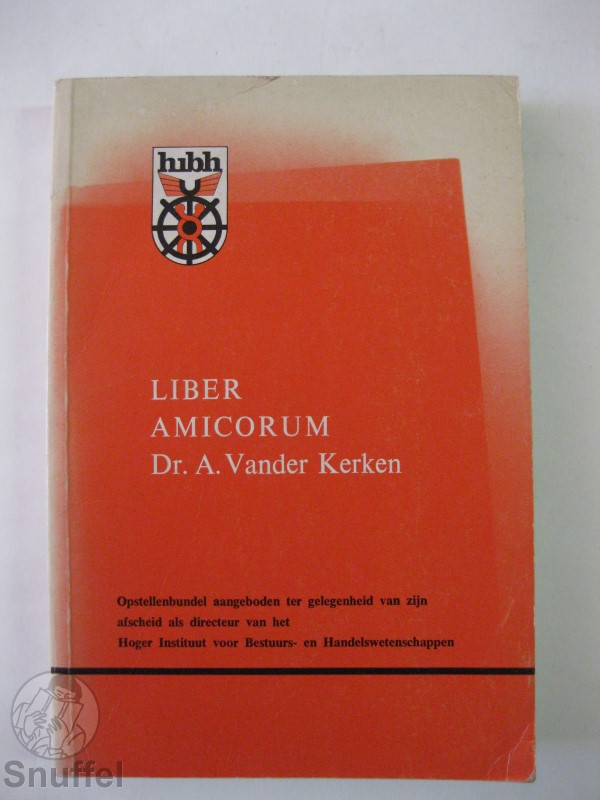 hıbh
LIBER
AMICORUM
Dr. A. Vander Kerken
Opstellenbundel aangeboden ter gelegenheid van zijn
afscheid als directeur van het
Hoger Instituut voor Bestuurs- en Handelswetenschappen
Snuffel